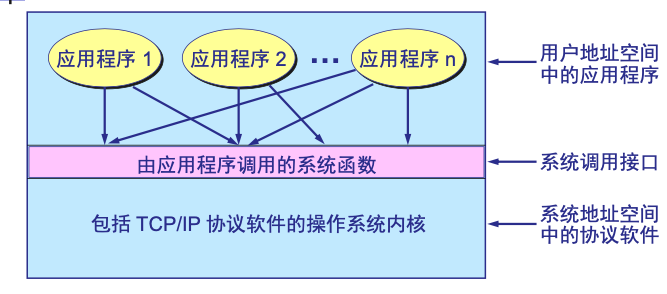 应用程序 1
应用程序 2
…
应用程序 n
用户地址空间
中的应用程序
由应用程序调用的系统函数
系统调用接口
包括 TCP/IP 协议软件的操作系统内核
系统地址空间
中的协议软件